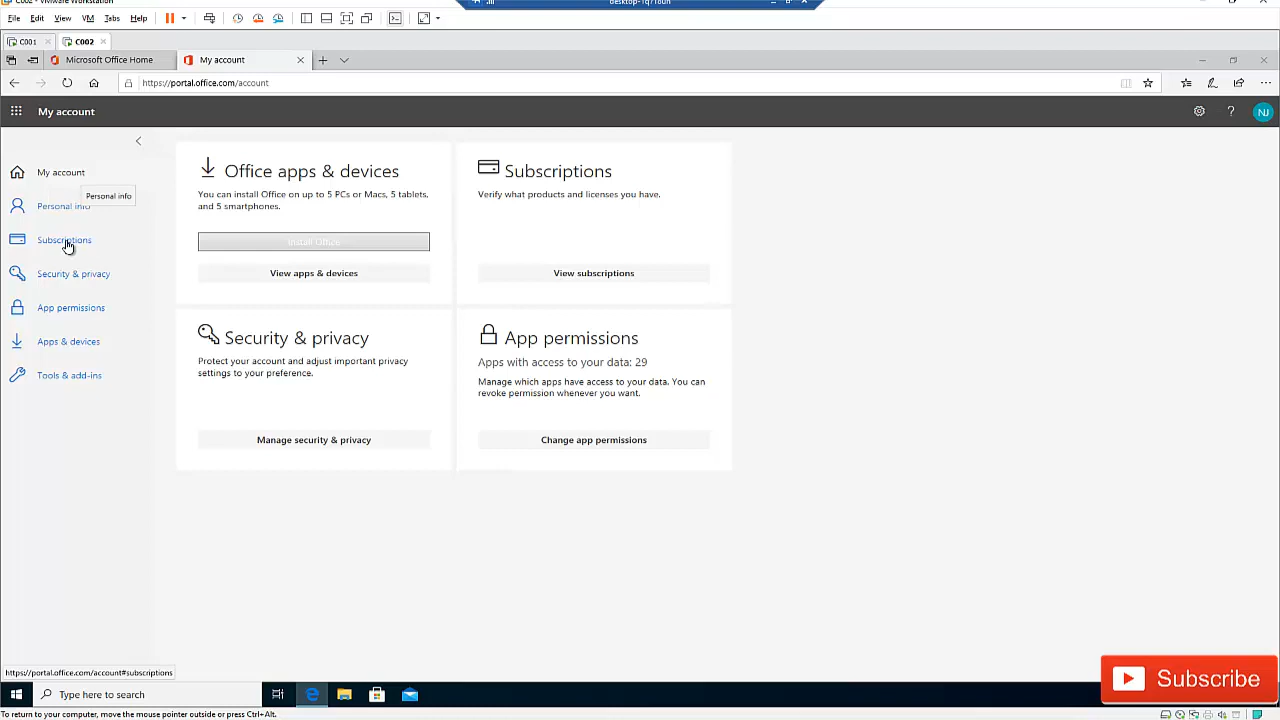 C002 - VMware Workstation
desktop-1q71oun
File Edit View VM Tabs Help
C001 C002
Microsoft Office Home My account
https://portal.office.com/account
My account NJ
My account
Personal info
Personal info
Subscriptions
Security & privacy
App permissions
Apps & devices
Tools & add-ins
Office apps & devices
You can install Office on up to 5 PCs or Macs, 5 tablets,
and 5 smartphones.
Install Office
View apps & devices
Subscriptions
Verify what products and licenses you have.
View subscriptions
Security & privacy
Protect your account and adjust important privacy
settings to your preference.
Manage security & privacy
App permissions
Apps with access to your data: 29
Manage which apps have access to your data. You can
revoke permission whenever you want.
Change app permissions
https://portal.office.com/account#subscriptions
Subscribe
Type here to search
To return to your computer, move the mouse pointer outside or press Ctrl+Alt.